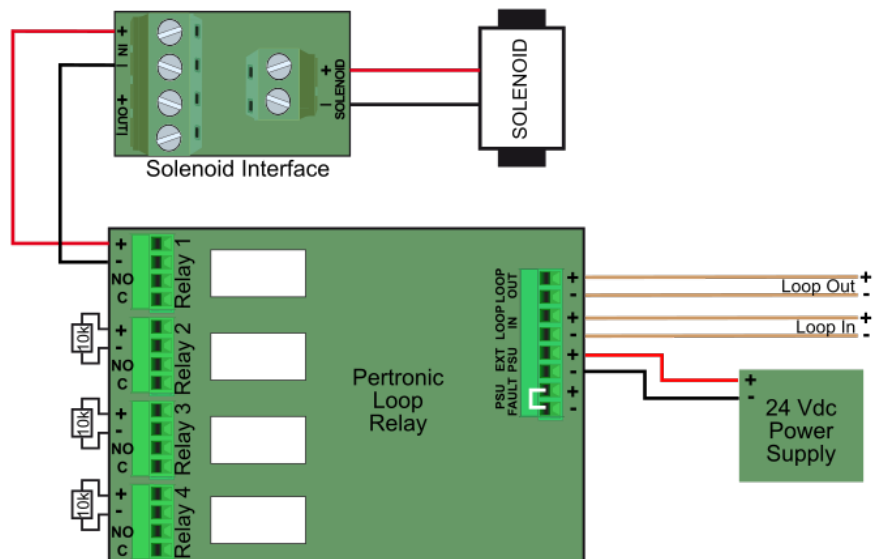 +
IN
–
+
OUT
–
+
SOLENOID
–
SOLENOID
Solenoid Interface
+
-
NO
C
Relay 1
10k
+
-
NO
C
Relay 2
10k
+
-
NO
C
Relay 3
10k
+
-
NO
C
Relay 4
Pertronic
Loop
Relay
LOOP
OUT
LOOP
IN
EXT
PSU
PSU
FAULT
+
-
+
-
+
-
+
-
+
Loop Out
-
+
Loop In
-
+
-
24 Vdc
Power
Supply